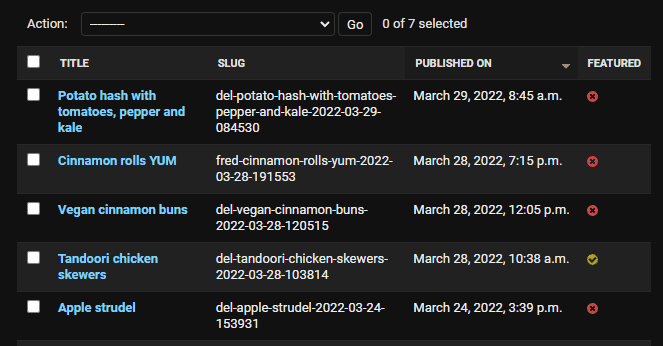 Action: ---------- Go 0 of 7 selected
TITLE SLUG PUBLISHED ON FEATURED
Potato hash with del-potato-hash-with-tomatoes- March 29, 2022, 8:45 a.m.
tomatoes, pepper and pepper-and-kale-2022-03-29-
kale 084530
Cinnamon rolls YUM fred-cinnamon-rolls-yum-2022- March 28, 2022, 7:15 p.m.
03-28-191553
Vegan cinnamon buns del-vegan-cinnamon-buns- March 28, 2022, 12:05 p.m.
2022-03-28-120515
Tandoori chicken del-tandoori-chicken-skewers- March 28, 2022, 10:38 a.m.
skewers 2022-03-28-103814
Apple strudel del-apple-strudel-2022-03-24- March 24, 2022, 3:39 p.m.
153931